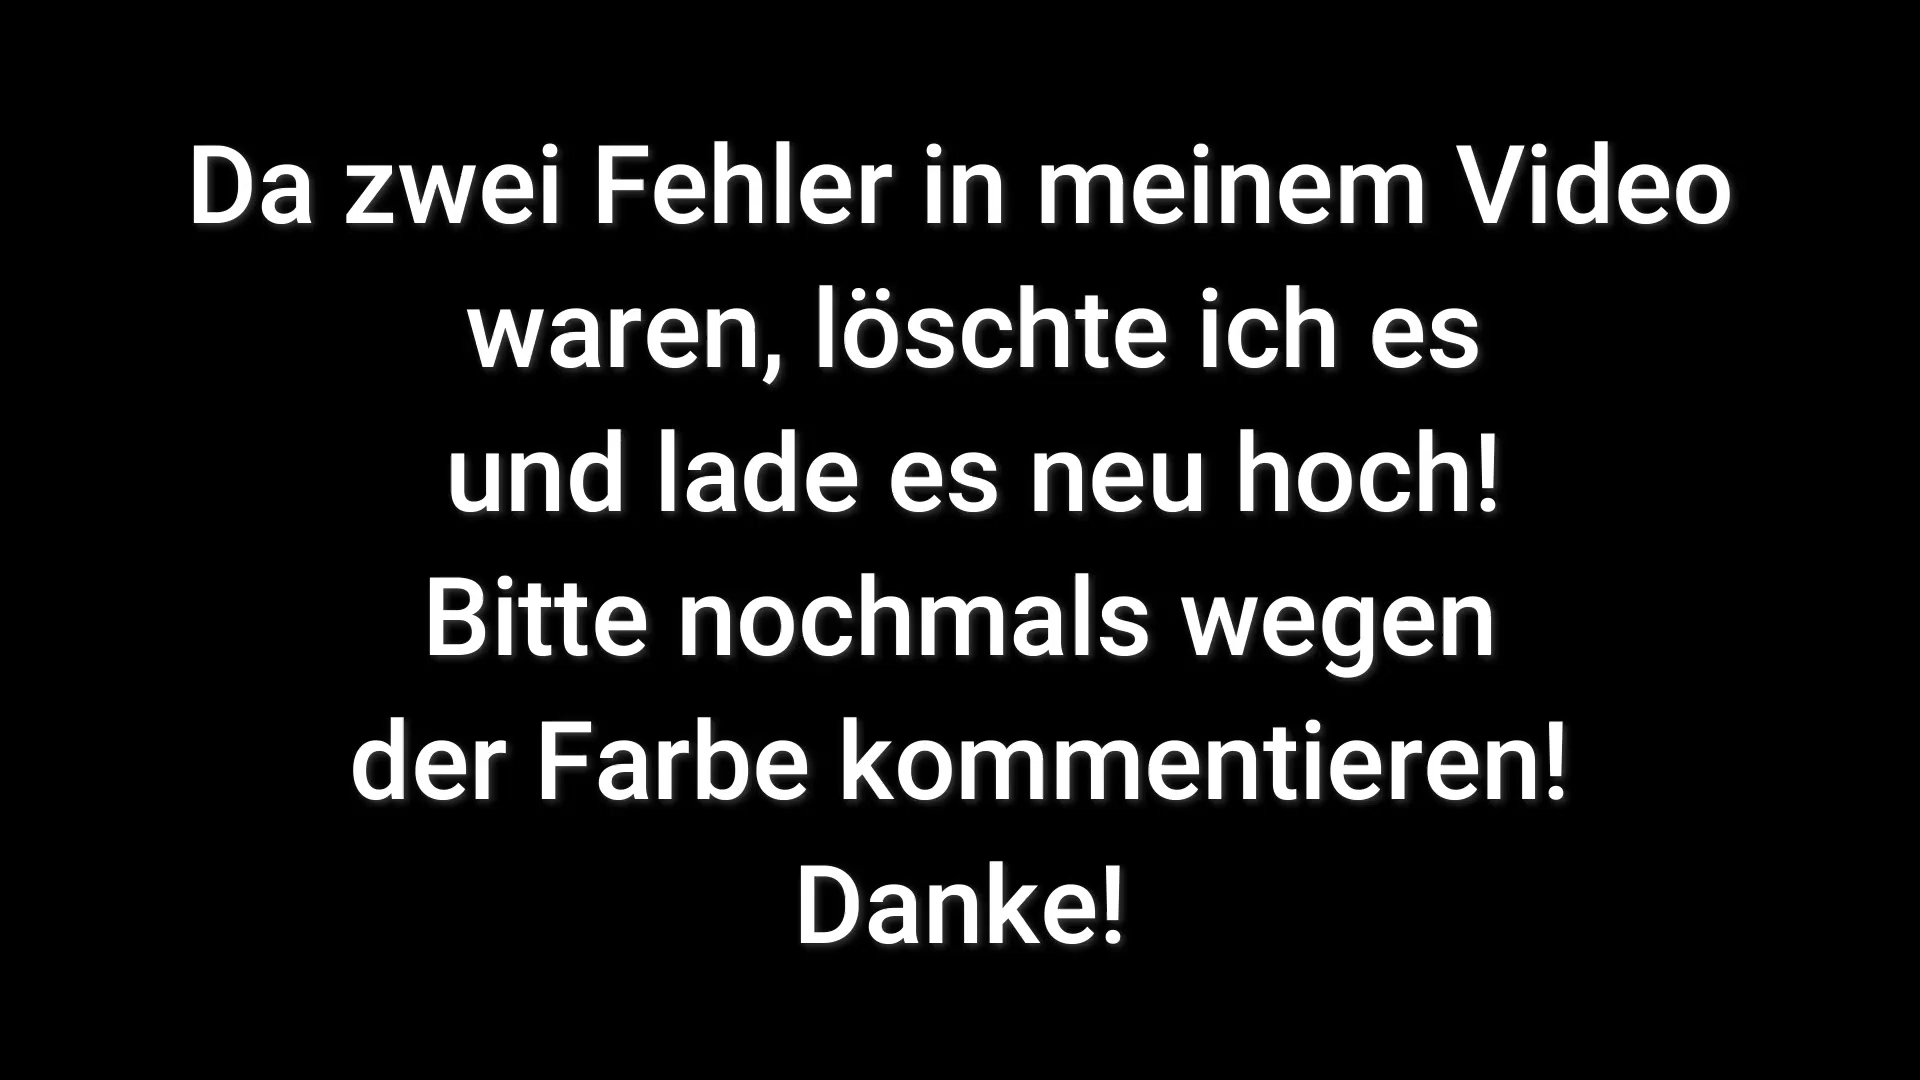 Da zwei Fehler in meinem Video
waren, löschte ich es
und lade es neu hoch!
Bitte nochmals wegen
der Farbe kommentieren!
Danke!